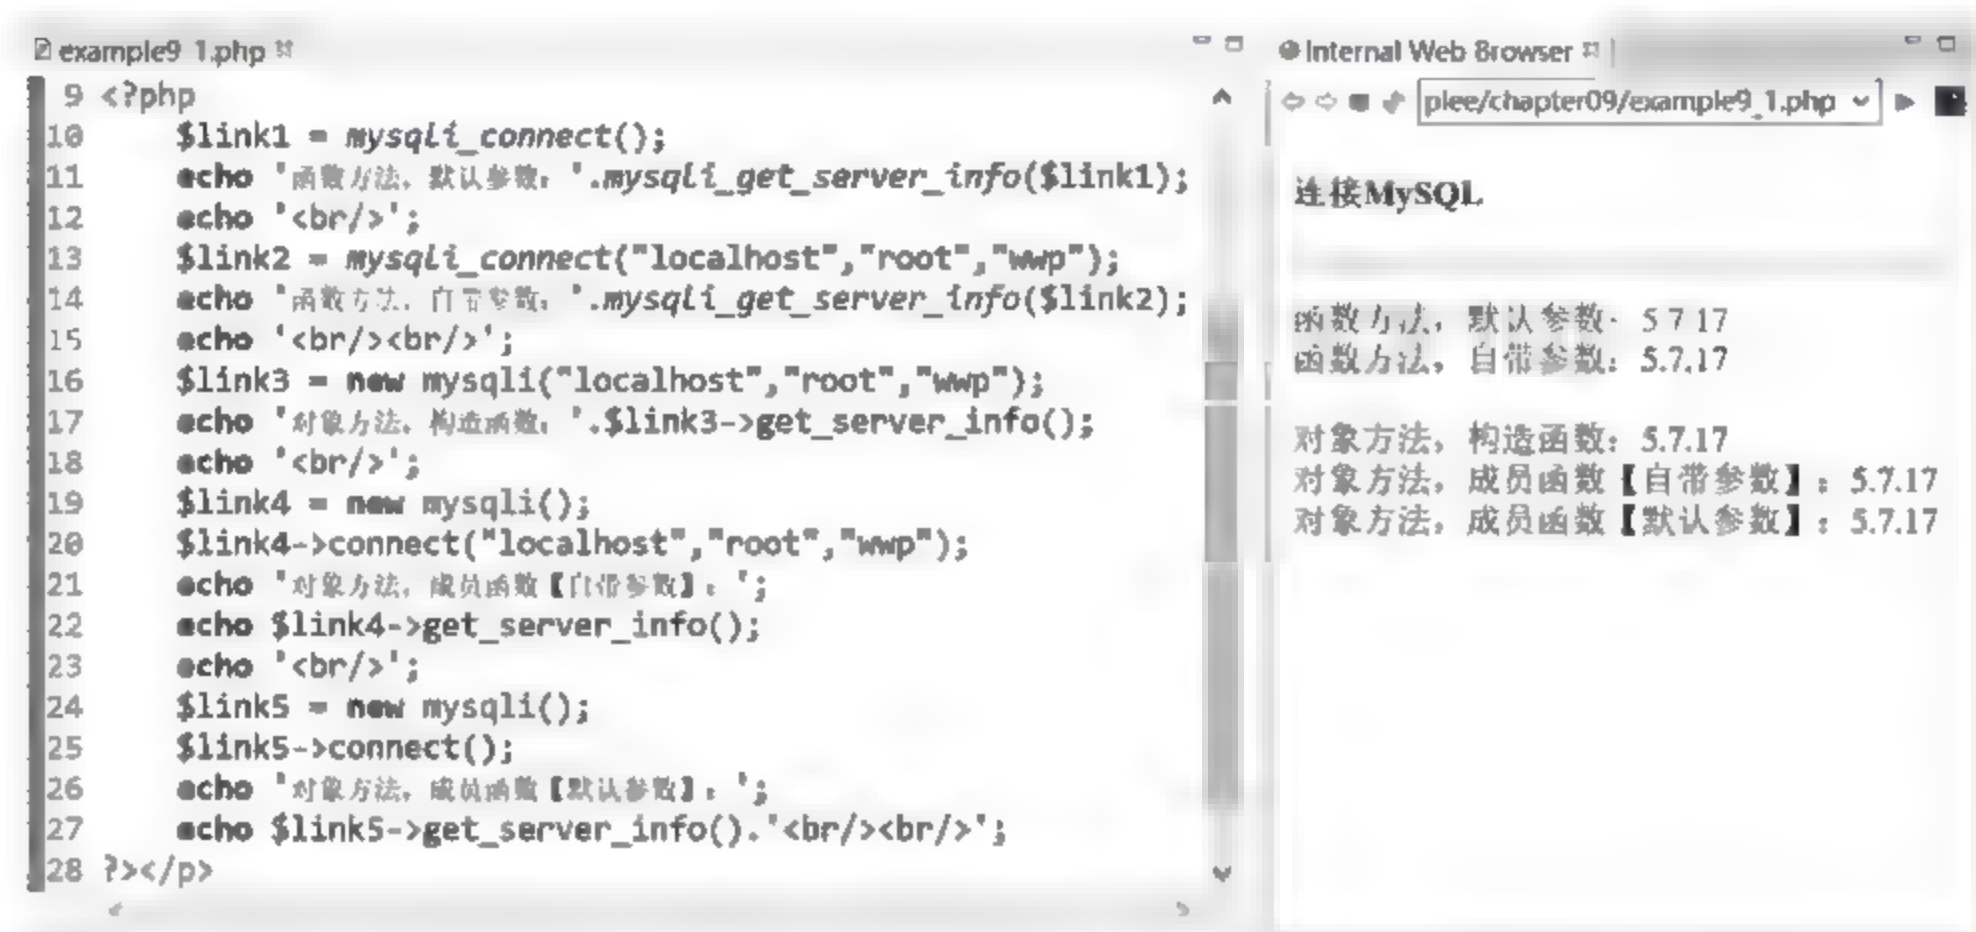 example9_1.php
9 <?php
10 $link1 = mysqli_connect();
11 echo '函数方法，默认参数：'.mysqli_get_server_info($link1);
12 echo '<br/>';
13 $link2 = mysqli_connect("localhost","root","wwp");
14 echo '函数方法，自带参数：'.mysqli_get_server_info($link2);
15 echo '<br/><br/>';
16 $link3 = new mysqli("localhost","root","wwp");
17 echo '对象方法，构造函数：'.$link3->get_server_info();
18 echo '<br/>';
19 $link4 = new mysqli();
20 $link4->connect("localhost","root","wwp");
21 echo '对象方法，成员函数【自带参数】：';
22 echo $link4->get_server_info();
23 echo '<br/>';
24 $link5 = new mysqli();
25 $link5->connect();
26 echo '对象方法，成员函数【默认参数】：';
27 echo $link5->get_server_info().'<br/><br/>';
28 ?></p>
Internal Web Browser
plee/chapter09/example9_1.php
连接MySQL
函数方法，默认参数：5.7.17
函数方法，自带参数：5.7.17
对象方法，构造函数：5.7.17
对象方法，成员函数【自带参数】：5.7.17
对象方法，成员函数【默认参数】：5.7.17